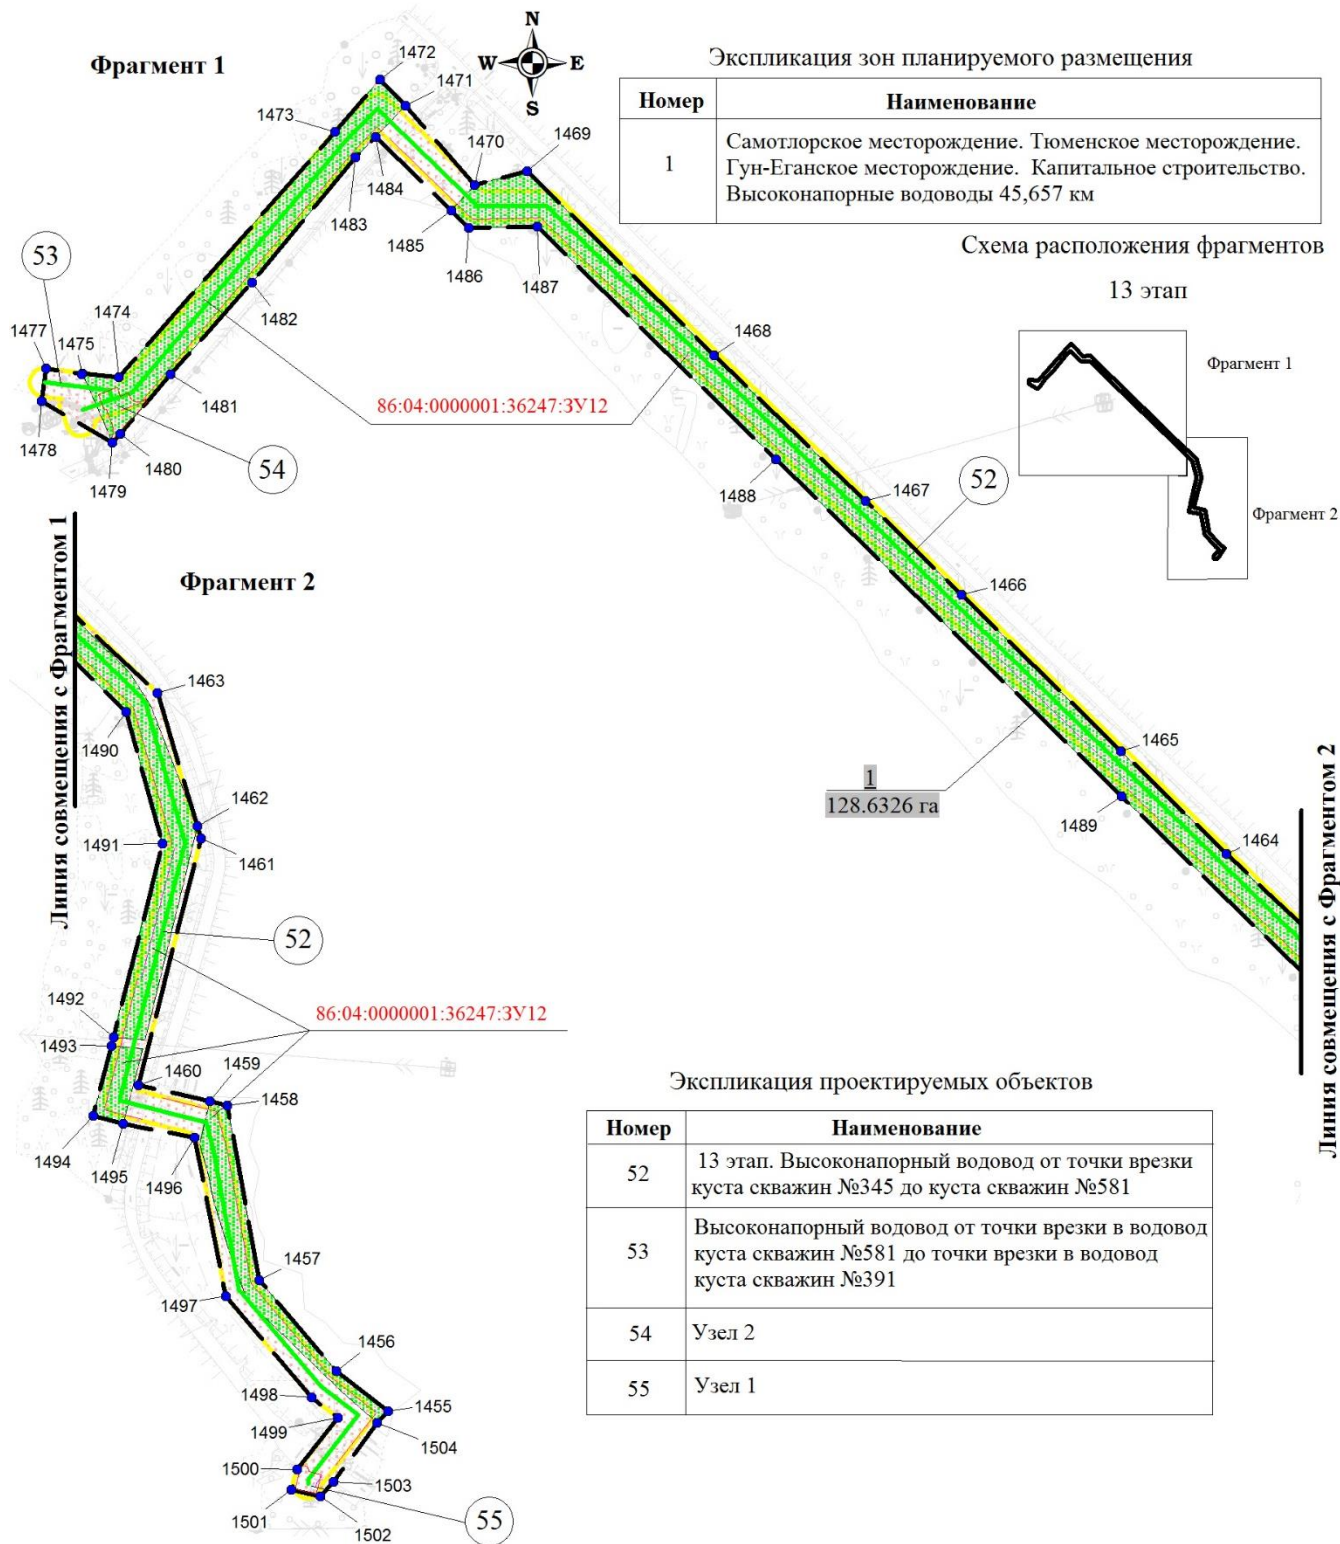 Фрагмент 1
N
W
E
S
Экспликация зон планируемого размещения
Номер
Наименование
1
Самотлорское месторождение. Тюменское месторождение.
Гун-Еганское месторождение. Капитальное строительство.
Высоконапорные водоводы 45,657 км
Схема расположения фрагментов
13 этап
Фрагмент 1
Фрагмент 2
1472
1471
1473
1470
1469
1484
1483
1485
1486
1487
53
1482
1474
1477
1475
1468
1481
86:04:0000001:36247:ЗУ12
1478
1480
1479
54
1488
1467
52
1466
1465
1
128.6326 га
1489
1464
Линия совмещения с Фрагментом 2
Линия совмещения с Фрагментом 1
Фрагмент 2
1463
1490
1462
1491
1461
52
86:04:0000001:36247:ЗУ12
1492
1493
1460
1459
1458
1494
1495
1496
1457
1497
1456
1498
1455
1499
1504
1500
1503
1501
1502
55
Экспликация проектируемых объектов
Номер
Наименование
52
13 этап. Высоконапорный водовод от точки врезки
куста скважин №345 до куста скважин №581
53
Высоконапорный водовод от точки врезки в водовод
куста скважин №581 до точки врезки в водовод
куста скважин №391
54
Узел 2
55
Узел 1